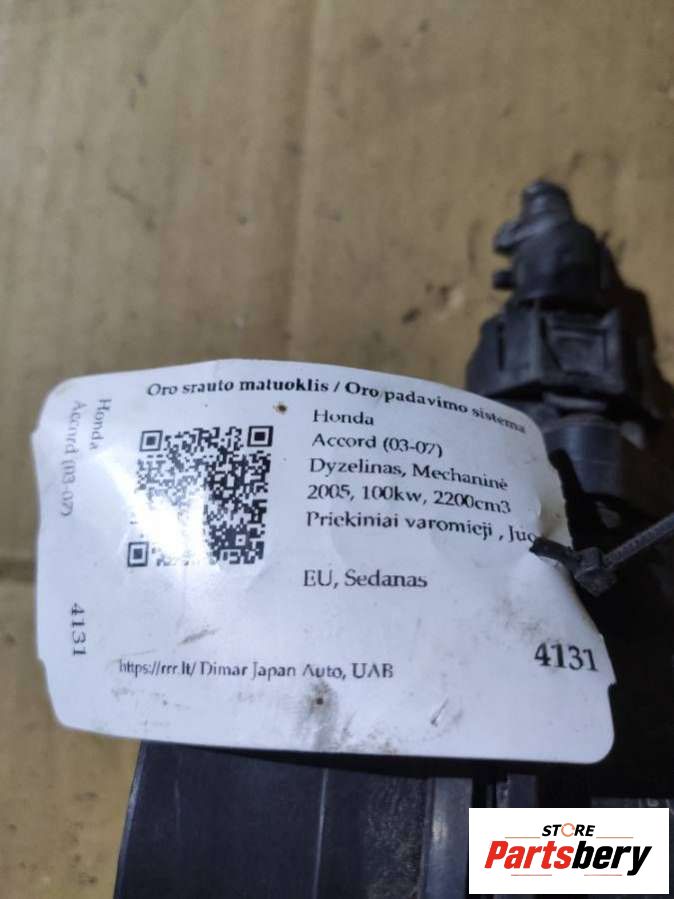 Oro srauto matuoklis / Oro padavimo sistema
Honda
Accord (03-07)
Dyzelinas, Mechaninė
2005, 100kw, 2200cm3
Priekiniai varomieji , Juo
EU, Sedanas
4131
https://rrr.lt/ Dimar Japan Auto, UAB
Honda
Accord (03-07)
4131
STORE
Partsbery